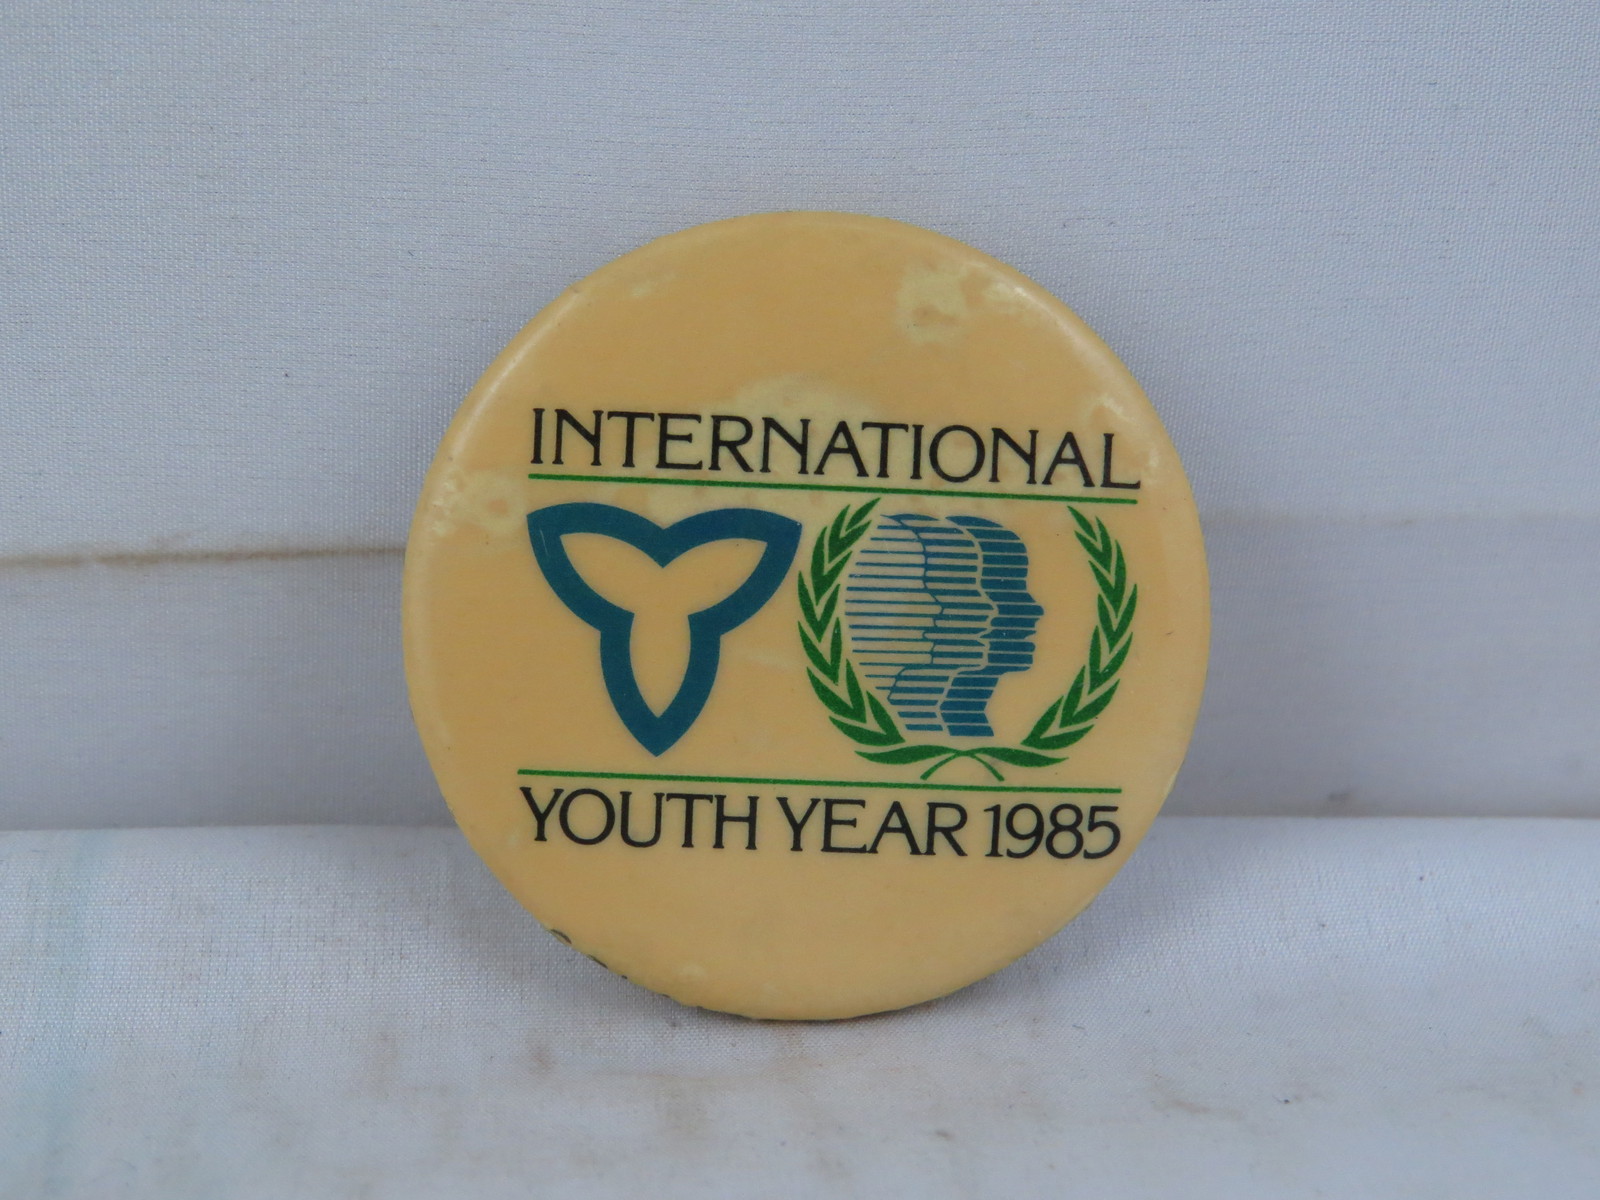 INTERNATIONAL
YOUTH YEAR 1985